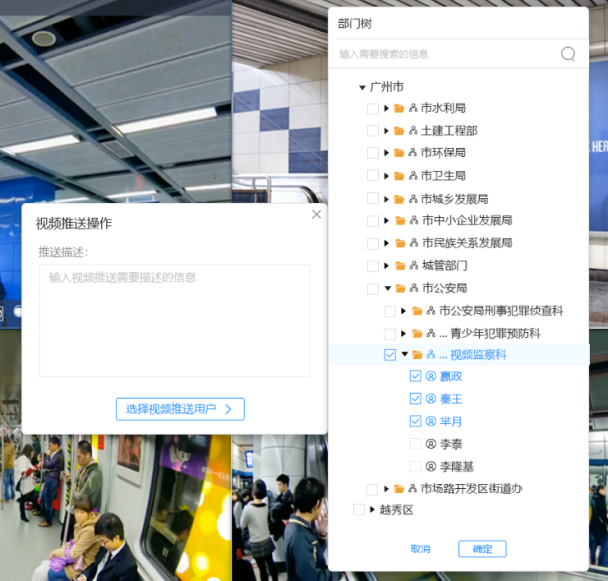 视频推送操作
推送描述:
输入视频推送需要描述的信息
选择视频推送用户
部门树
输入需要搜索的信息
广州市
市水利局
土建工程部
市环保局
市卫生局
市城乡发展局
市中小企业发展局
市民族关系发展局
城管部门
市公安局
市公安局刑事犯罪侦查科
... 青少年犯罪预防科
... 视频监察科
嬴政
秦王
芈月
李泰
李隆基
市场路开发区街道办
越秀区
取消
确定
HER